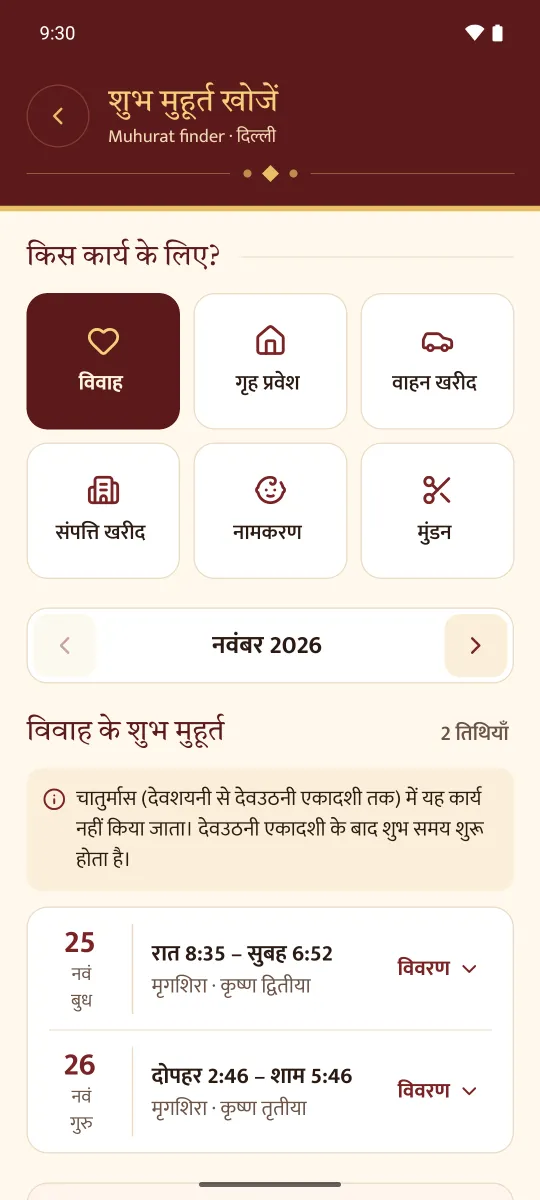 9:30
शुभ मुहूर्त खोजें
Muhurat finder · दिल्ली
किस कार्य के लिए?
विवाह
गृह प्रवेश
वाहन खरीद
संपत्ति खरीद
नामकरण
मुंडन
नवंबर 2026
विवाह के शुभ मुहूर्त
2 तिथियाँ
चातुर्मास (देवशयनी से देवउठनी एकादशी तक) में यह कार्य
नहीं किया जाता। देवउठनी एकादशी के बाद शुभ समय शुरू
होता है।
25
नवं
बुध
रात 8:35 – सुबह 6:52
मृगशिरा · कृष्ण द्वितीया
विवरण
26
नवं
गुरु
दोपहर 2:46 – शाम 5:46
मृगशिरा · कृष्ण तृतीया
विवरण